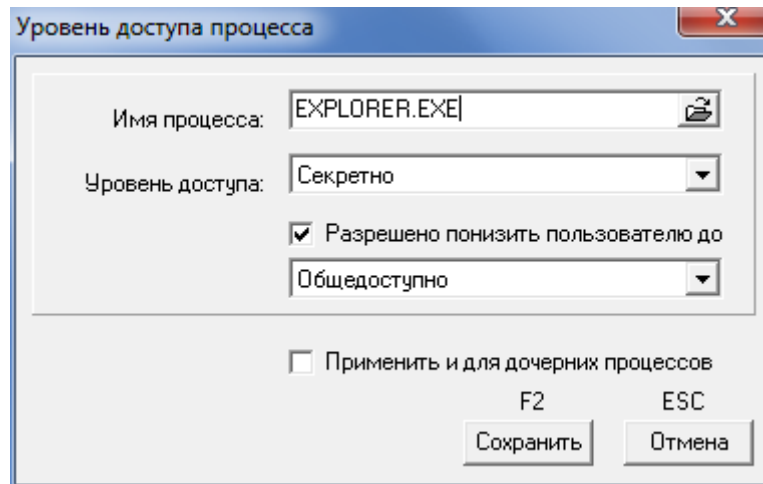 Уровень доступа процесса
Имя процесса: EXPLORER.EXE
Уровень доступа: Секретно
Разрешено понизить пользователю до
Общедоступно
Применить и для дочерних процессов
F2 ESC
Сохранить Отмена